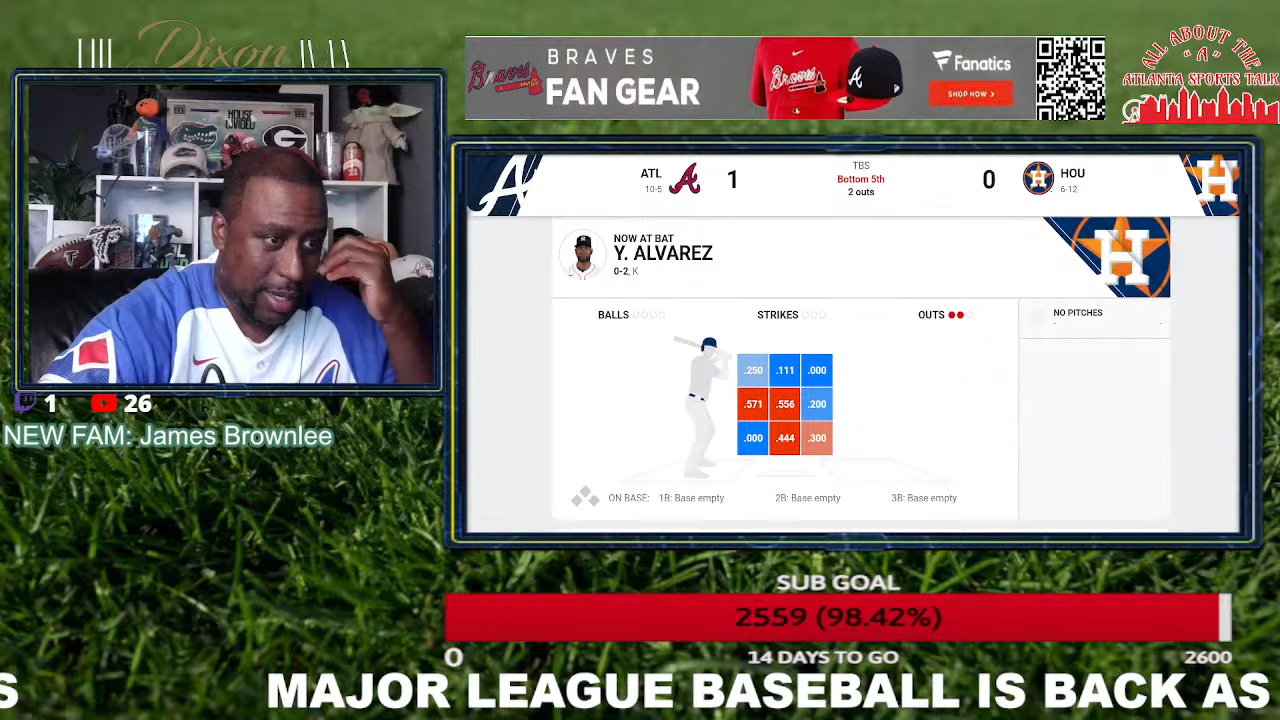 Dixon
1906
HOUSE
DIVIDED
BRAVES
FAN GEAR
Braves
Fanatics
SHOP NOW >
ALL ABOUT THE
"A"
ATLANTA SPORTS TALK
ATL
10-5
1
TBS
Bottom 5th
2 outs
0
HOU
6-12
NOW AT BAT
Y. ALVAREZ
0-2, K
BALLS
STRIKES
OUTS
NO PITCHES
-
-
.250 .111 .000
.571 .556 .200
.000 .444 .300
ON BASE: 1B: Base empty 2B: Base empty 3B: Base empty
1 26
NEW FAM: James Brownlee
SUB GOAL
2559 (98.42%)
0 14 DAYS TO GO 2600
S MAJOR LEAGUE BASEBALL IS BACK AS